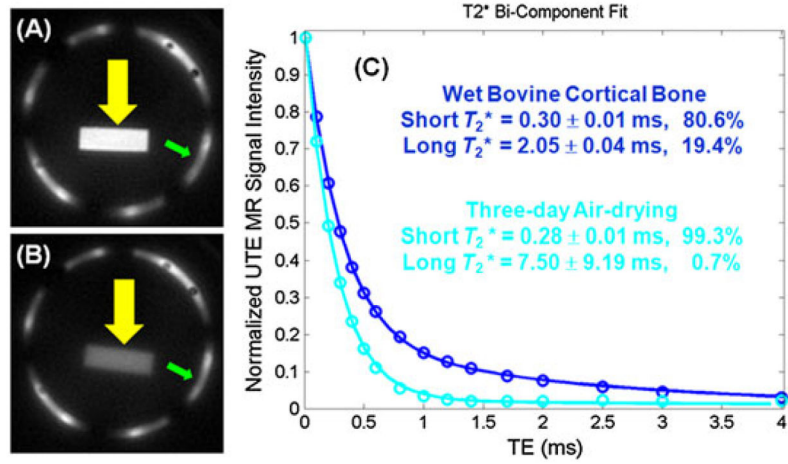 (A)
(B)
T2* Bi-Component Fit
(C)
Wet Bovine Cortical Bone
Short T2* = 0.30 ± 0.01 ms, 80.6%
Long T2* = 2.05 ± 0.04 ms, 19.4%
Three-day Air-drying
Short T2* = 0.28 ± 0.01 ms, 99.3%
Long T2* = 7.50 ± 9.19 ms, 0.7%
Normalized UTE MR Signal Intensity
1
0.9
0.8
0.7
0.6
0.5
0.4
0.3
0.2
0.1
0
0 0.5 1 1.5 2 2.5 3 3.5 4
TE (ms)